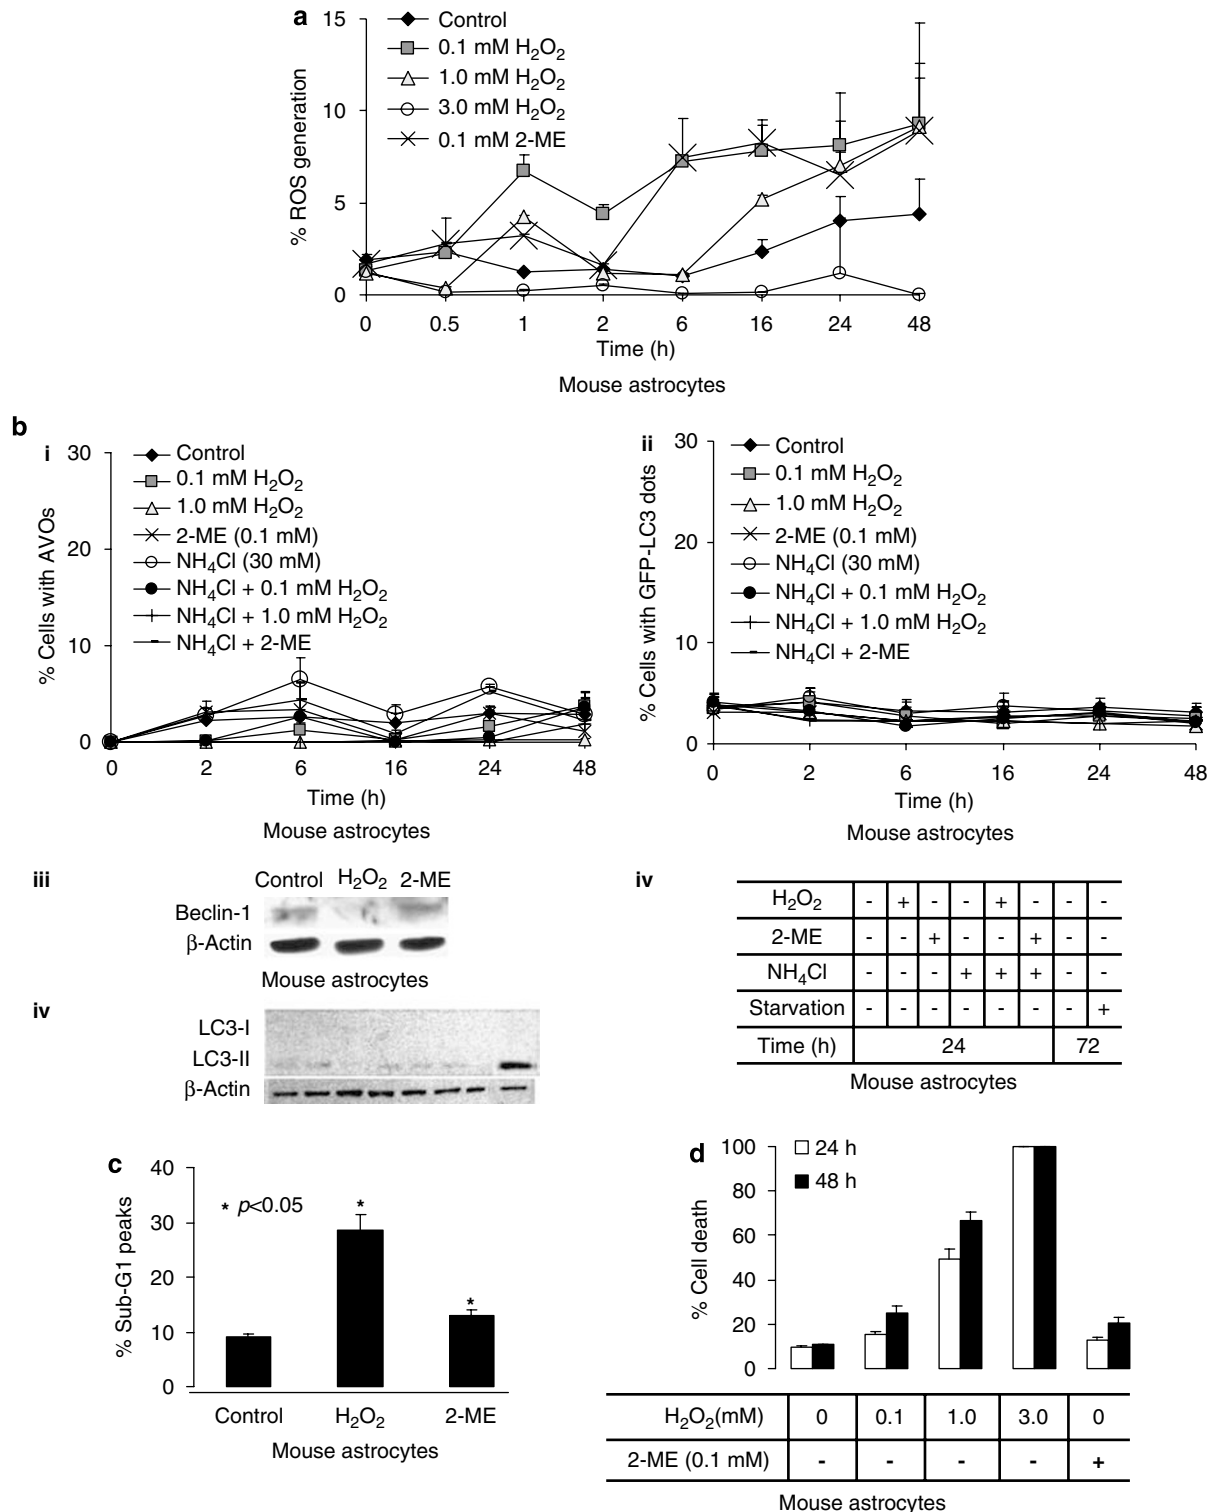 a
15
10
5
0
% ROS generation
Control
0.1 mM H₂O₂
1.0 mM H₂O₂
3.0 mM H₂O₂
0.1 mM 2-ME
0 0.5 1 2 6 16 24 48
Time (h)
Mouse astrocytes
b
i
30
20
10
0
% Cells with AVOs
Control
0.1 mM H₂O₂
1.0 mM H₂O₂
2-ME (0.1 mM)
NH₄Cl (30 mM)
NH₄Cl + 0.1 mM H₂O₂
NH₄Cl + 1.0 mM H₂O₂
NH₄Cl + 2-ME
0 2 6 16 24 48
Time (h)
Mouse astrocytes
ii
30
20
10
0
% Cells with GFP-LC3 dots
Control
0.1 mM H₂O₂
1.0 mM H₂O₂
2-ME (0.1 mM)
NH₄Cl (30 mM)
NH₄Cl + 0.1 mM H₂O₂
NH₄Cl + 1.0 mM H₂O₂
NH₄Cl + 2-ME
0 2 6 16 24 48
Time (h)
Mouse astrocytes
iii
Control H₂O₂ 2-ME
Beclin-1
β-Actin
Mouse astrocytes
iv
LC3-I
LC3-II
β-Actin
iv
H₂O₂ - + - - + - - -
2-ME - - + - - + - -
NH₄Cl - - - + + + - -
Starvation - - - - - - - +
Time (h) 24 72
Mouse astrocytes
c
40
30
20
10
0
% Sub-G1 peaks
* p<0.05
*
*
Control H₂O₂ 2-ME
Mouse astrocytes
d
100
80
60
40
20
0
% Cell death
24 h
48 h
H₂O₂(mM) 0 0.1 1.0 3.0 0
2-ME (0.1 mM) - - - - +
Mouse astrocytes